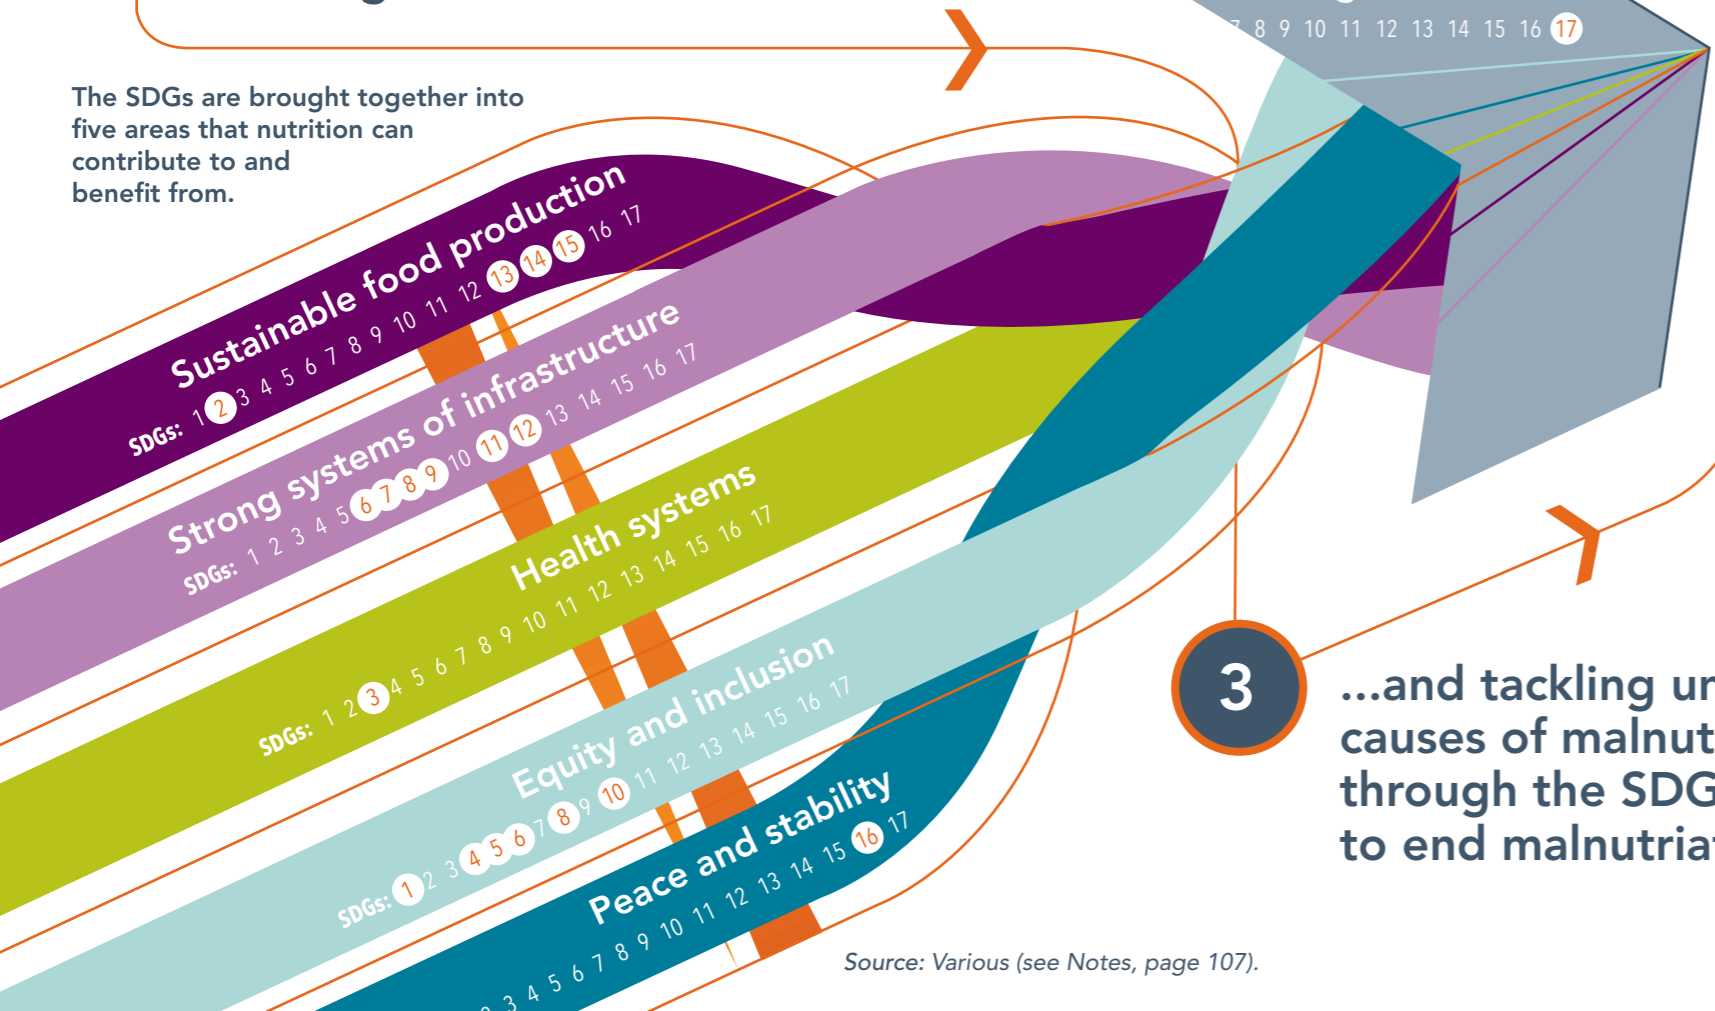 8 9 10 11 12 13 14 15 16 17
The SDGs are brought together into
five areas that nutrition can
contribute to and
benefit from.
Sustainable food production
SDGs: 1 2 3 4 5 6 7 8 9 10 11 12 13 14 15 16 17
Strong systems of infrastructure
SDGs: 1 2 3 4 5 6 7 8 9 10 11 12 13 14 15 16 17
Health systems
SDGs: 1 2 3 4 5 6 7 8 9 10 11 12 13 14 15 16 17
Equity and inclusion
SDGs: 1 2 3 4 5 6 7 8 9 10 11 12 13 14 15 16 17
Peace and stability
3 4 5 6 7 8 9 10 11 12 13 14 15 16 17
3
...and tackling un
causes of malnut
through the SDG
to end malnutriat
Source: Various (see Notes, page 107).